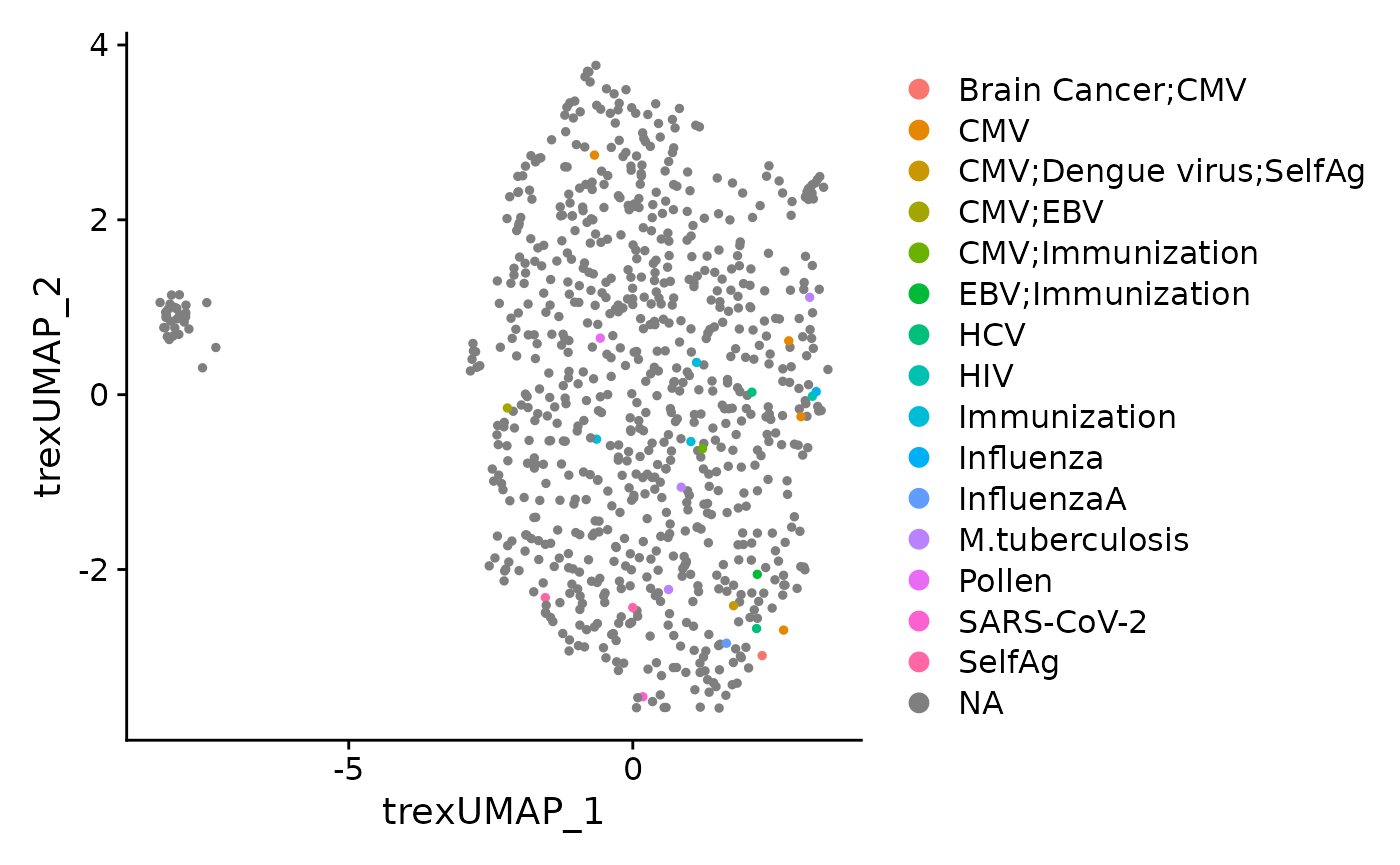 4
2
0
-2
trexUMAP_2
-5
0
trexUMAP_1
Brain Cancer;CMV
CMV
CMV;Dengue virus;SelfAg
CMV;EBV
CMV;Immunization
EBV;Immunization
HCV
HIV
Immunization
Influenza
InfluenzaA
M.tuberculosis
Pollen
SARS-CoV-2
SelfAg
NA